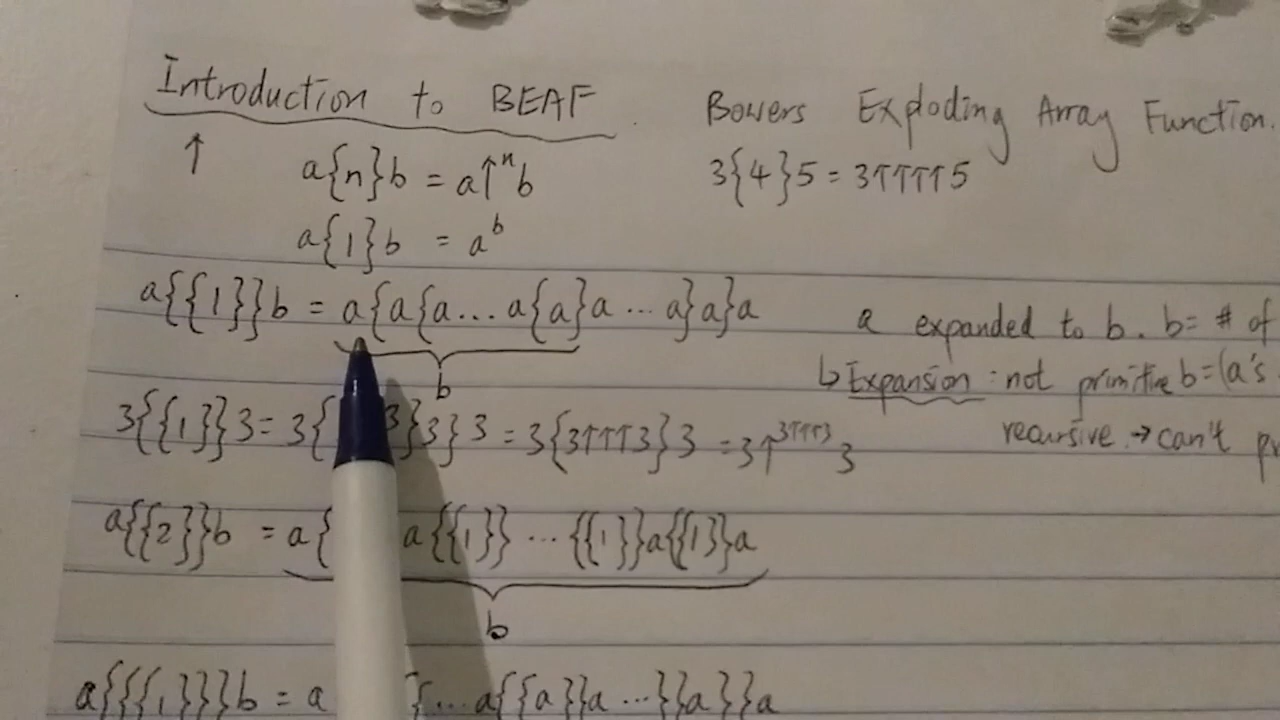 Introduction to BEAF
Bowers Exploding Array Function.
↑
a{n}b = a↑ⁿb
3{4}5 = 3↑↑↑↑5
a{1}b = aᵇ
a{{1}}b = a{a{a...a{a}a...a}a}a
b
a expanded to b. b = # of
↳ Expansion : not primitive b = (a's
3{{1}}3 = 3{ 3}3}3 = 3{3↑↑↑3}3 = 3↑³↑↑↑³3
recursive. → can't
a{{2}}b = a{ a{{1}}...{{1}}a{{1}}a
b
a{{{1}}}b = a {...a{{a}}a...}}a}}a